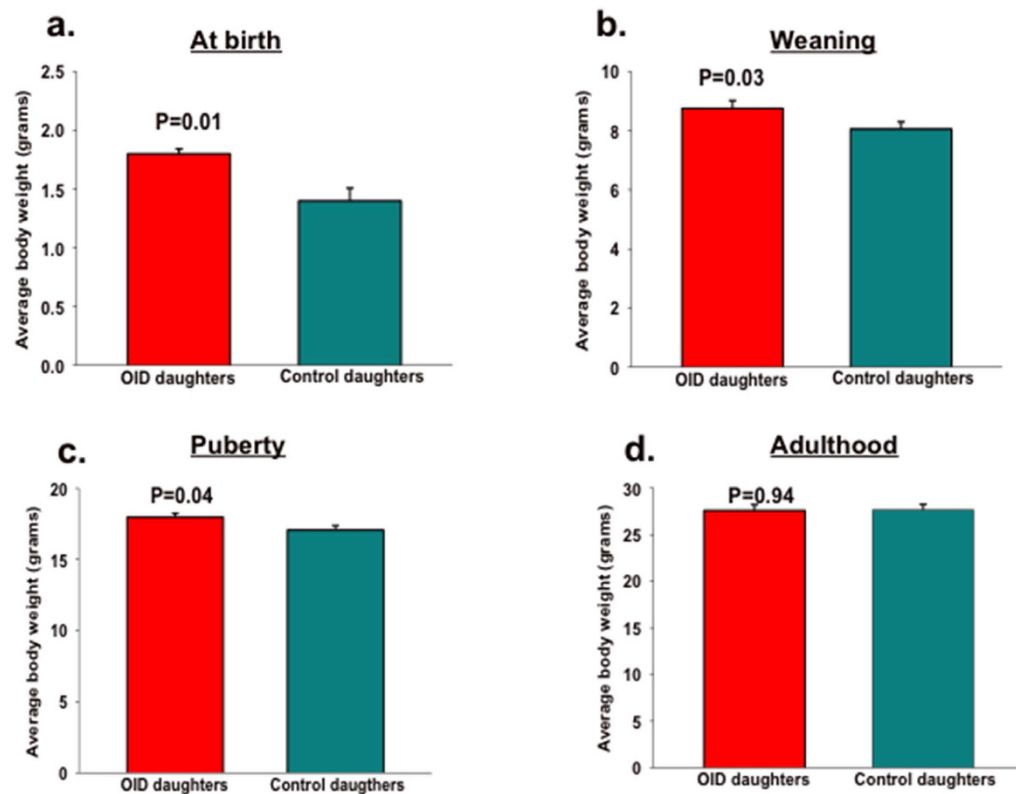 a.
At birth
Average body weight (grams)
2.5
2.0
1.5
1.0
0.5
0.0
P=0.01
OID daughters
Control daughters
b.
Weaning
Average body weight (grams)
10
8
6
4
2
0
P=0.03
OID daughters
Control daughters
c.
Puberty
Average body weight (grams)
20
15
10
5
0
P=0.04
OID daughters
Control daugthers
d.
Adulthood
Average body weight (grams)
30
25
20
15
10
5
0
P=0.94
OID daughters
Control daughters